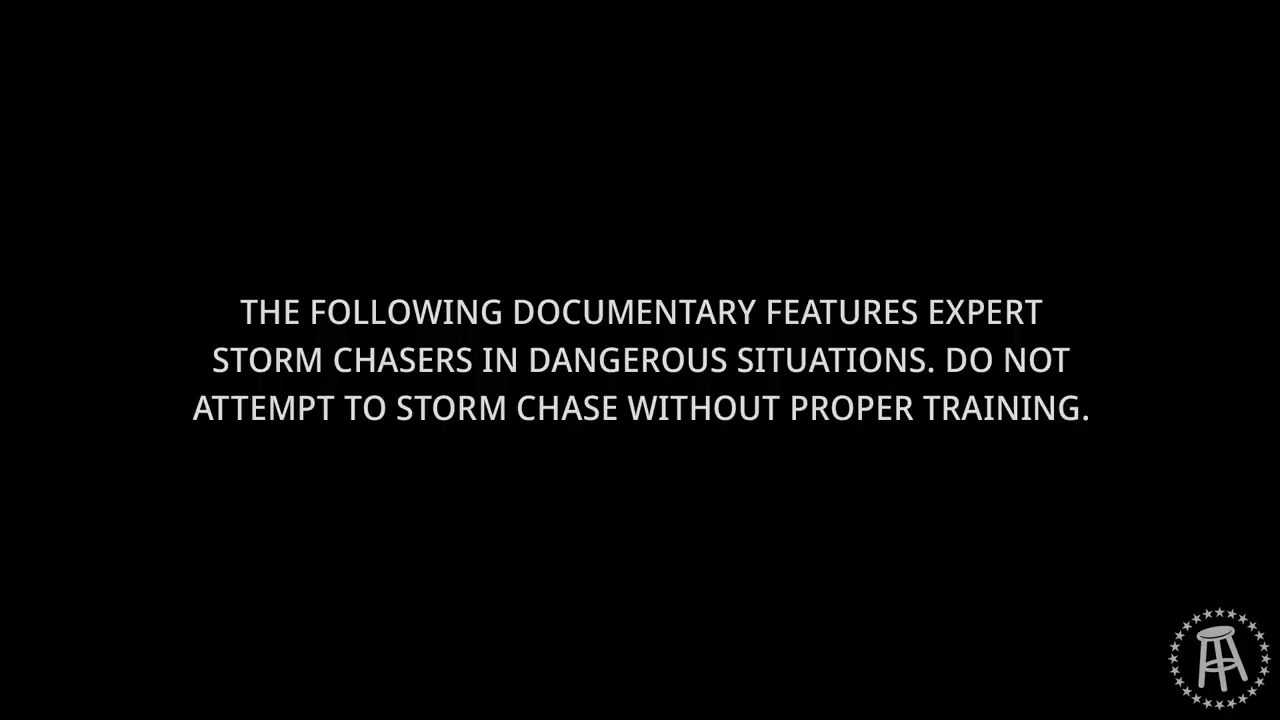 THE FOLLOWING DOCUMENTARY FEATURES EXPERT
STORM CHASERS IN DANGEROUS SITUATIONS. DO NOT
ATTEMPT TO STORM CHASE WITHOUT PROPER TRAINING.